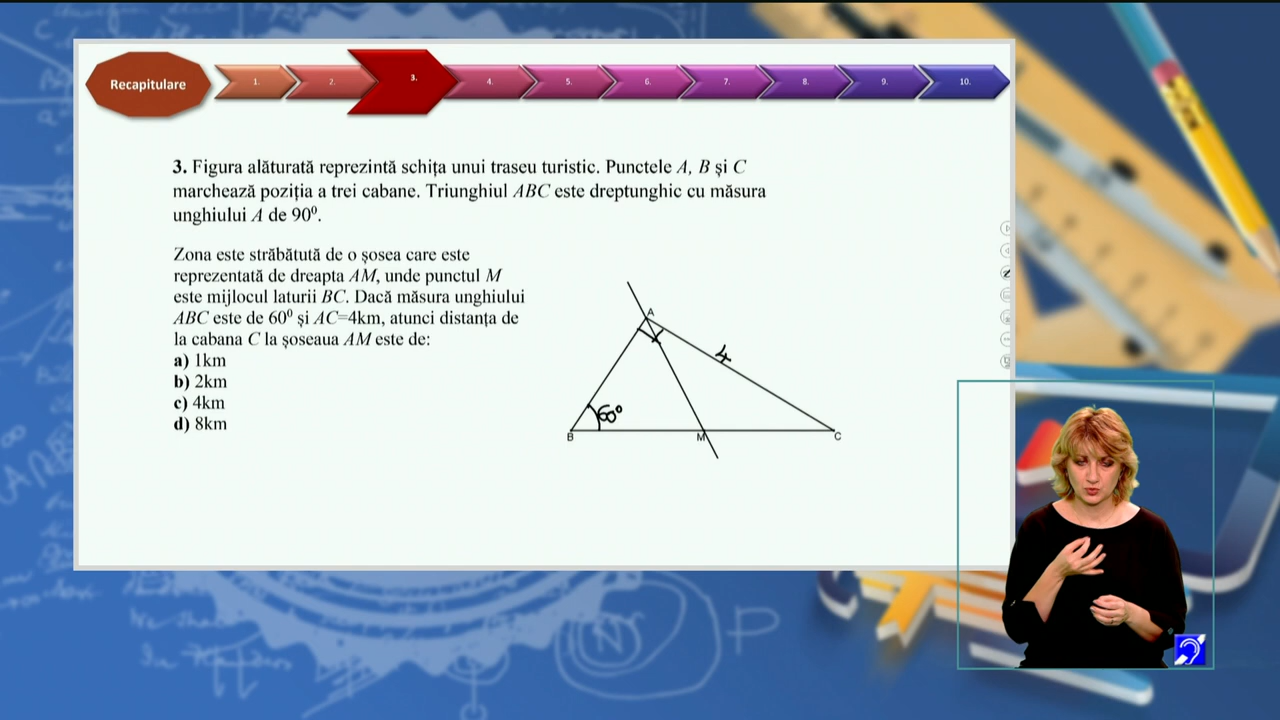 Recapitulare
1.
2.
3.
4.
5.
6.
7.
8.
9.
10.
3. Figura alăturată reprezintă schița unui traseu turistic. Punctele A, B și C
marchează poziția a trei cabane. Triunghiul ABC este dreptunghic cu măsura
unghiului A de 90⁰.
Zona este străbătută de o șosea care este
reprezentată de dreapta AM, unde punctul M
este mijlocul laturii BC. Dacă măsura unghiului
ABC este de 60⁰ și AC=4km, atunci distanța de
la cabana C la șoseaua AM este de:
a) 1km
b) 2km
c) 4km
d) 8km
A
4
60°
B
M
C
N
P